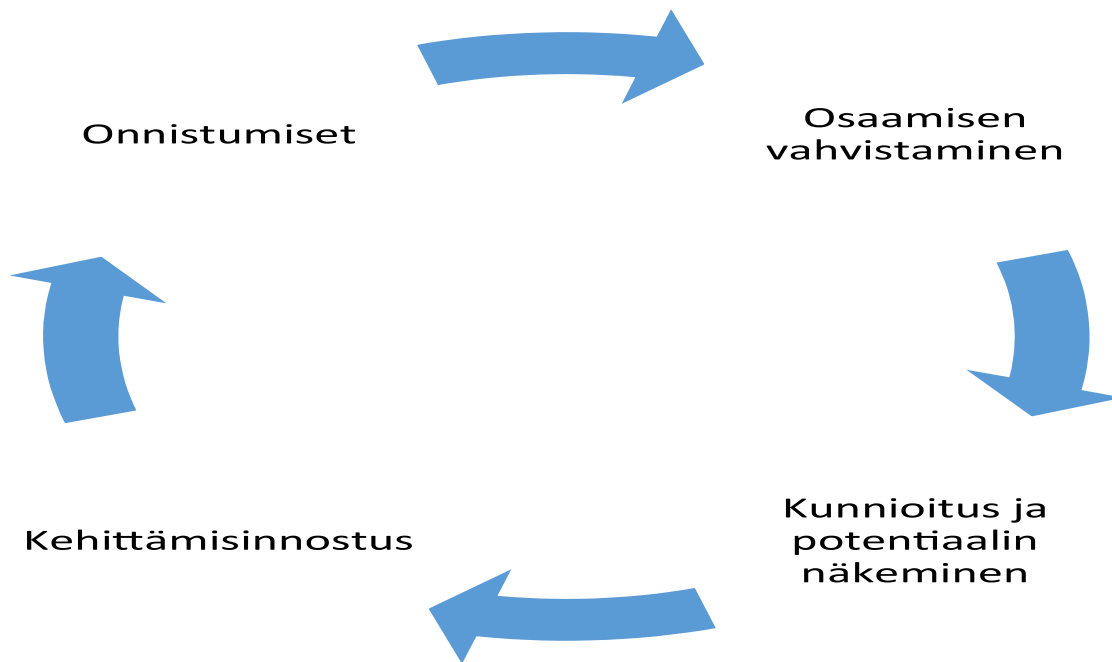 Onnistumiset
Osaamisen
vahvistaminen
Kehittämisinnostus
Kunnioitus ja
potentiaalin
näkeminen